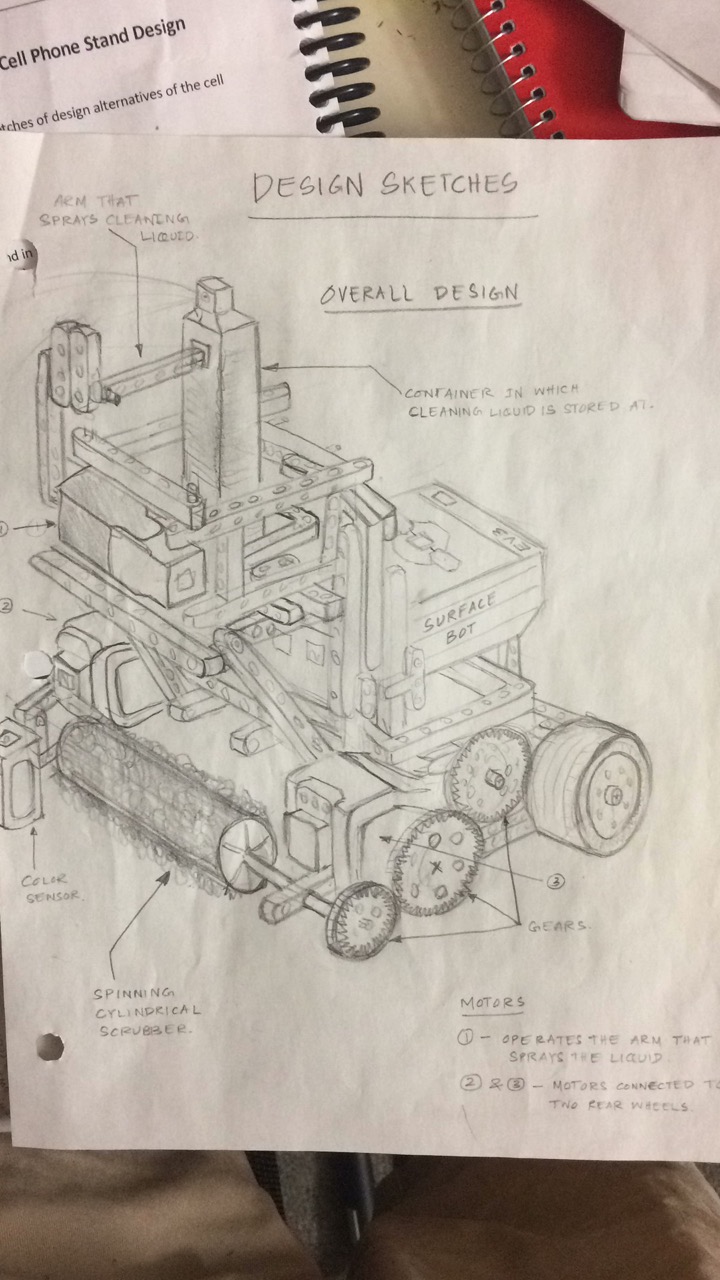 Cell Phone Stand Design
tches of design alternatives of the cell
nd in
DESIGN SKETCHES
ARM THAT
SPRAYS CLEANING
LIQUID.
OVERALL DESIGN
CONTAINER IN WHICH
CLEANING LIQUID IS STORED AT.
1
EV3
2
SURFACE
BOT
COLOR
SENSOR.
3
GEARS.
SPINNING
CYLINDRICAL
SCRUBBER.
MOTORS
① - OPERATES THE ARM THAT
SPRAYS THE LIQUID.
② & ③ - MOTORS CONNECTED TO
TWO REAR WHEELS.